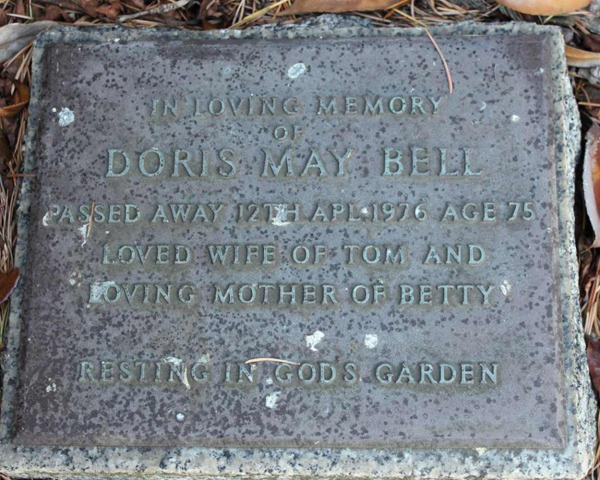 IN LOVING MEMORY
OF
DORIS MAY BELL
PASSED AWAY 12TH APL.1976 AGE 75
LOVED WIFE OF TOM AND
LOVING MOTHER OF BETTY
RESTING IN GOD'S GARDEN